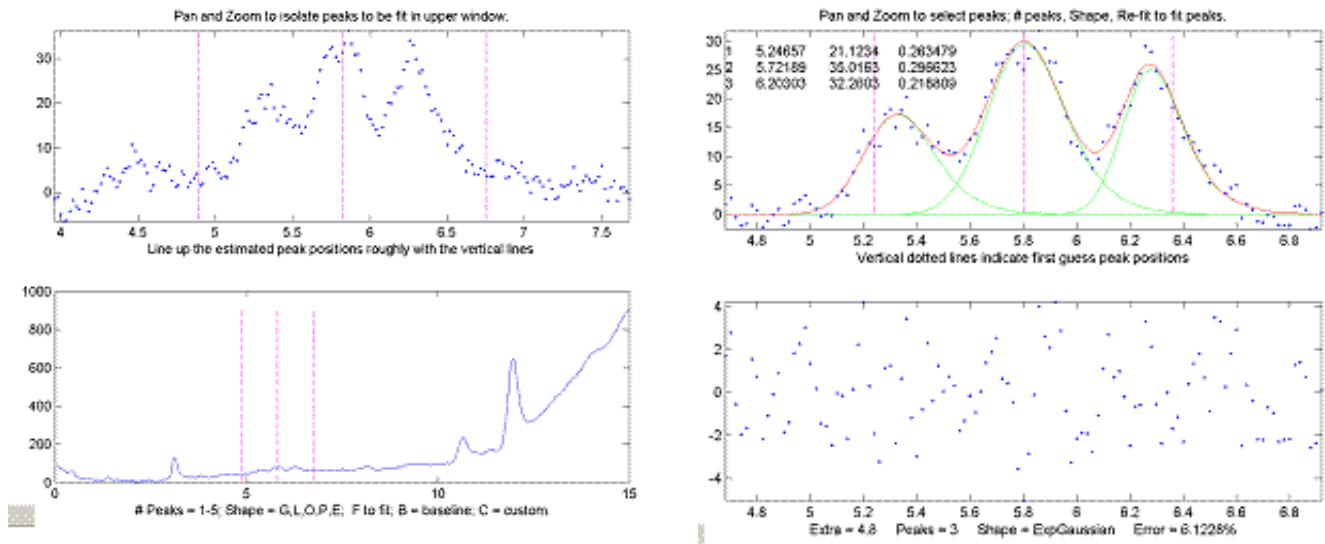 Pan and Zoom to isolate peaks to be fit in upper window.
30
20
10
0
4 4.5 5 5.5 6 6.5 7 7.5
Line up the estimated peak positions roughly with the vertical lines
1000
800
600
400
200
0
0 5 10 15
# Peaks = 1-5; Shape = G,L,O,P,E; F to fit; B = baseline; C = custom
Pan and Zoom to select peaks; # peaks, Shape, Re-fit to fit peaks.
30
25
20
15
10
5
0
1 5.24657 21.1234 0.263479
2 5.72189 35.0163
3 6.20303
4.8 5 5.2 5.4 5.6 5.8 6 6.2 6.4 6.6 6.8
Vertical dotted lines indicate first guess peak positions
4
2
0
-2
-4
4.8 5 5.2 5.4 5.6 5.8 6 6.2 6.4 6.6 6.8
Extra = 4.8 Peaks = 3 Shape = ExpGaussian Error = 6.1228%